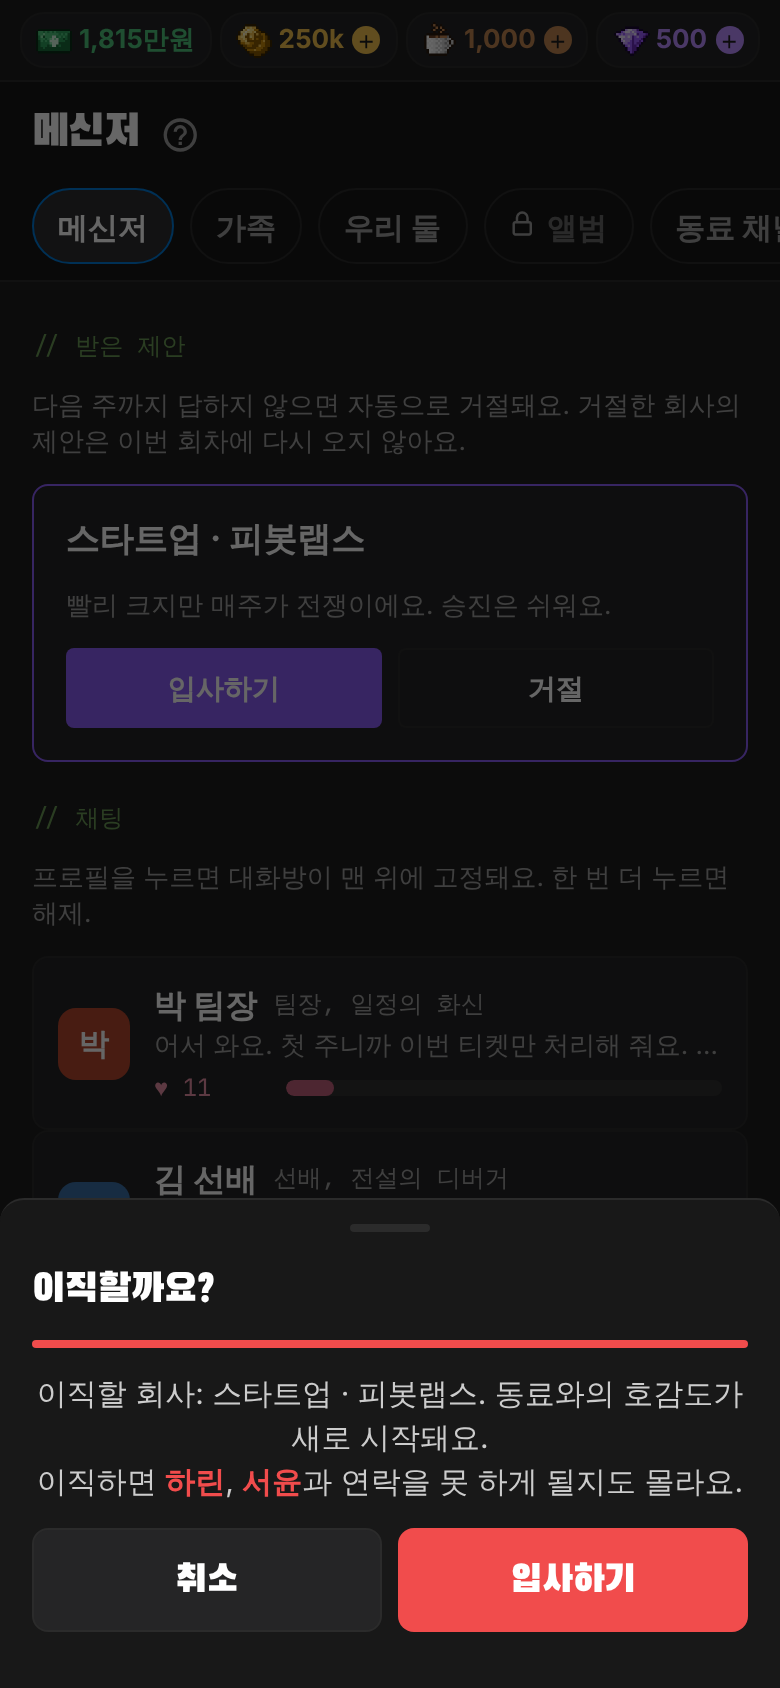 1,815만원 250k + 1,000 + 500 +
메신저 ?
메신저 가족 우리 둘 앨범 동료 채널
// 받은 제안
다음 주까지 답하지 않으면 자동으로 거절돼요. 거절한 회사의
제안은 이번 회차에 다시 오지 않아요.
스타트업 · 피봇랩스
빨리 크지만 매주가 전쟁이에요. 승진은 쉬워요.
입사하기 거절
// 채팅
프로필을 누르면 대화방이 맨 위에 고정돼요. 한 번 더 누르면
해제.
박 박 팀장 팀장, 일정의 화신
어서 와요. 첫 주니까 이번 티켓만 처리해 줘요. ...
♥ 11
김 선배 선배, 전설의 디버거
이직할까요?
이직할 회사: 스타트업 · 피봇랩스. 동료와의 호감도가
새로 시작돼요.
이직하면 하린, 서윤과 연락을 못 하게 될지도 몰라요.
취소 입사하기